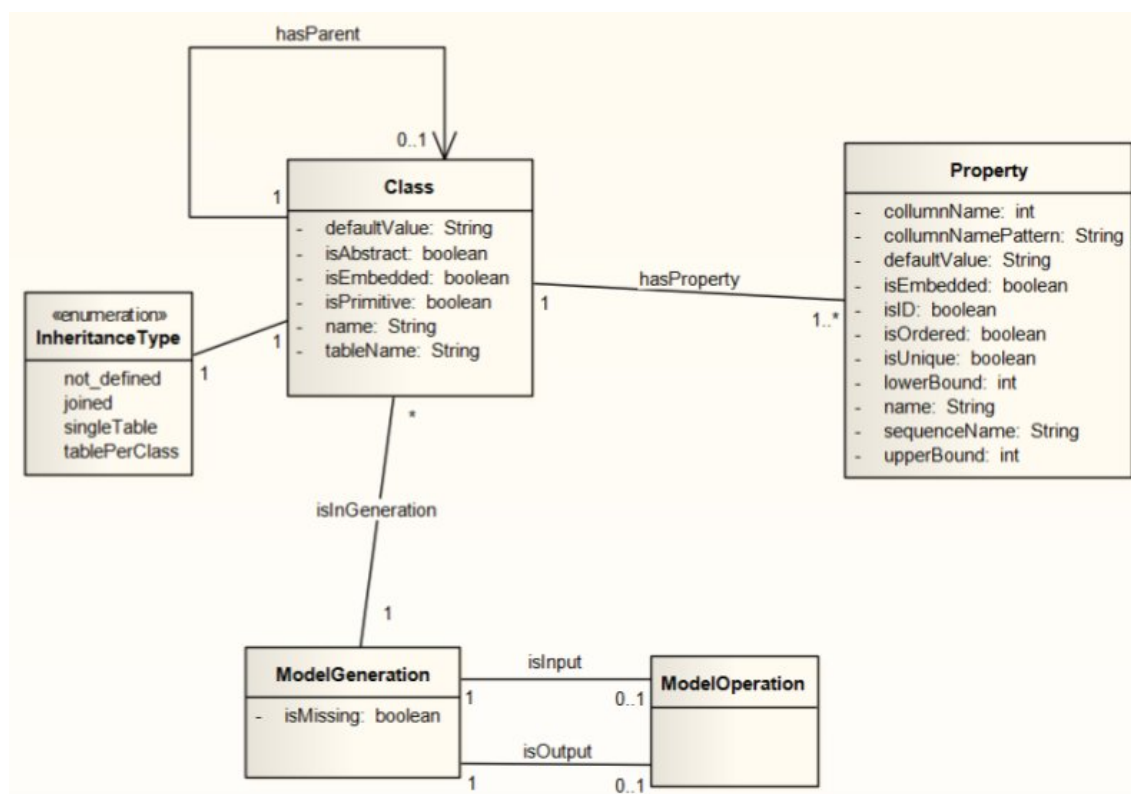 hasParent
0..1
1
Class
- defaultValue: String
- isAbstract: boolean
- isEmbedded: boolean
- isPrimitive: boolean
- name: String
- tableName: String
Property
- collumnName: int
- collumnNamePattern: String
- defaultValue: String
- isEmbedded: boolean
- isID: boolean
- isOrdered: boolean
- isUnique: boolean
- lowerBound: int
- name: String
- sequenceName: String
- upperBound: int
hasProperty
1
1..*
«enumeration»
InheritanceType
not_defined
joined
singleTable
tablePerClass
1
1
*
isInGeneration
1
ModelGeneration
- isMissing: boolean
isInput
1
0..1
ModelOperation
isOutput
1
0..1